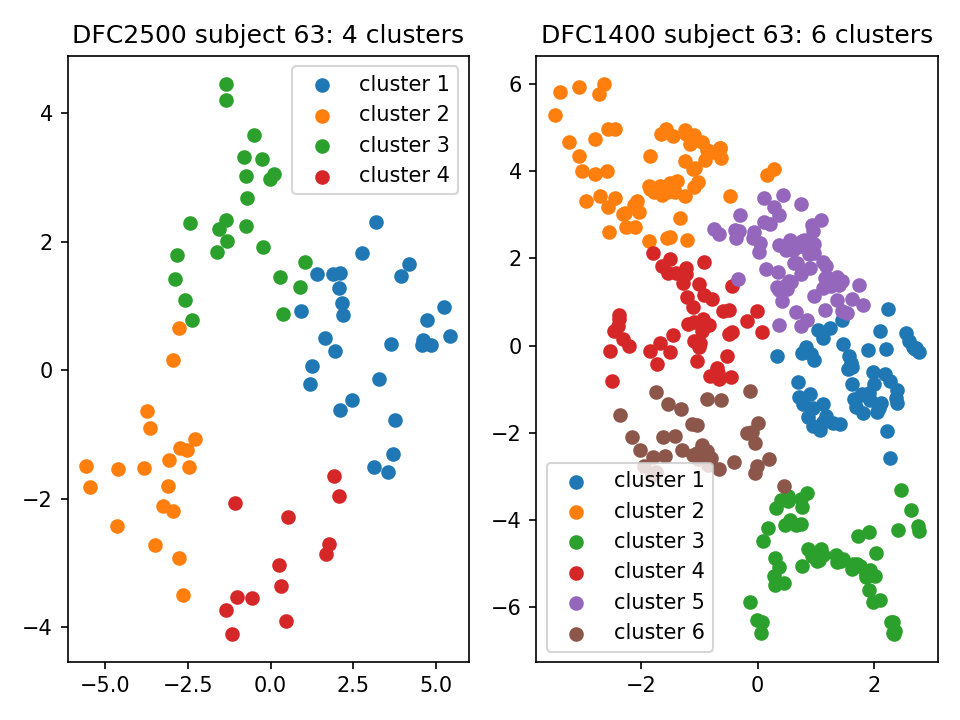 DFC2500 subject 63: 4 clusters
cluster 1
cluster 2
cluster 3
cluster 4
4
2
0
−2
−4
−5.0 −2.5 0.0 2.5 5.0
DFC1400 subject 63: 6 clusters
6
4
2
0
−2
−4
−6
cluster 1
cluster 2
cluster 3
cluster 4
cluster 5
cluster 6
−2 0 2